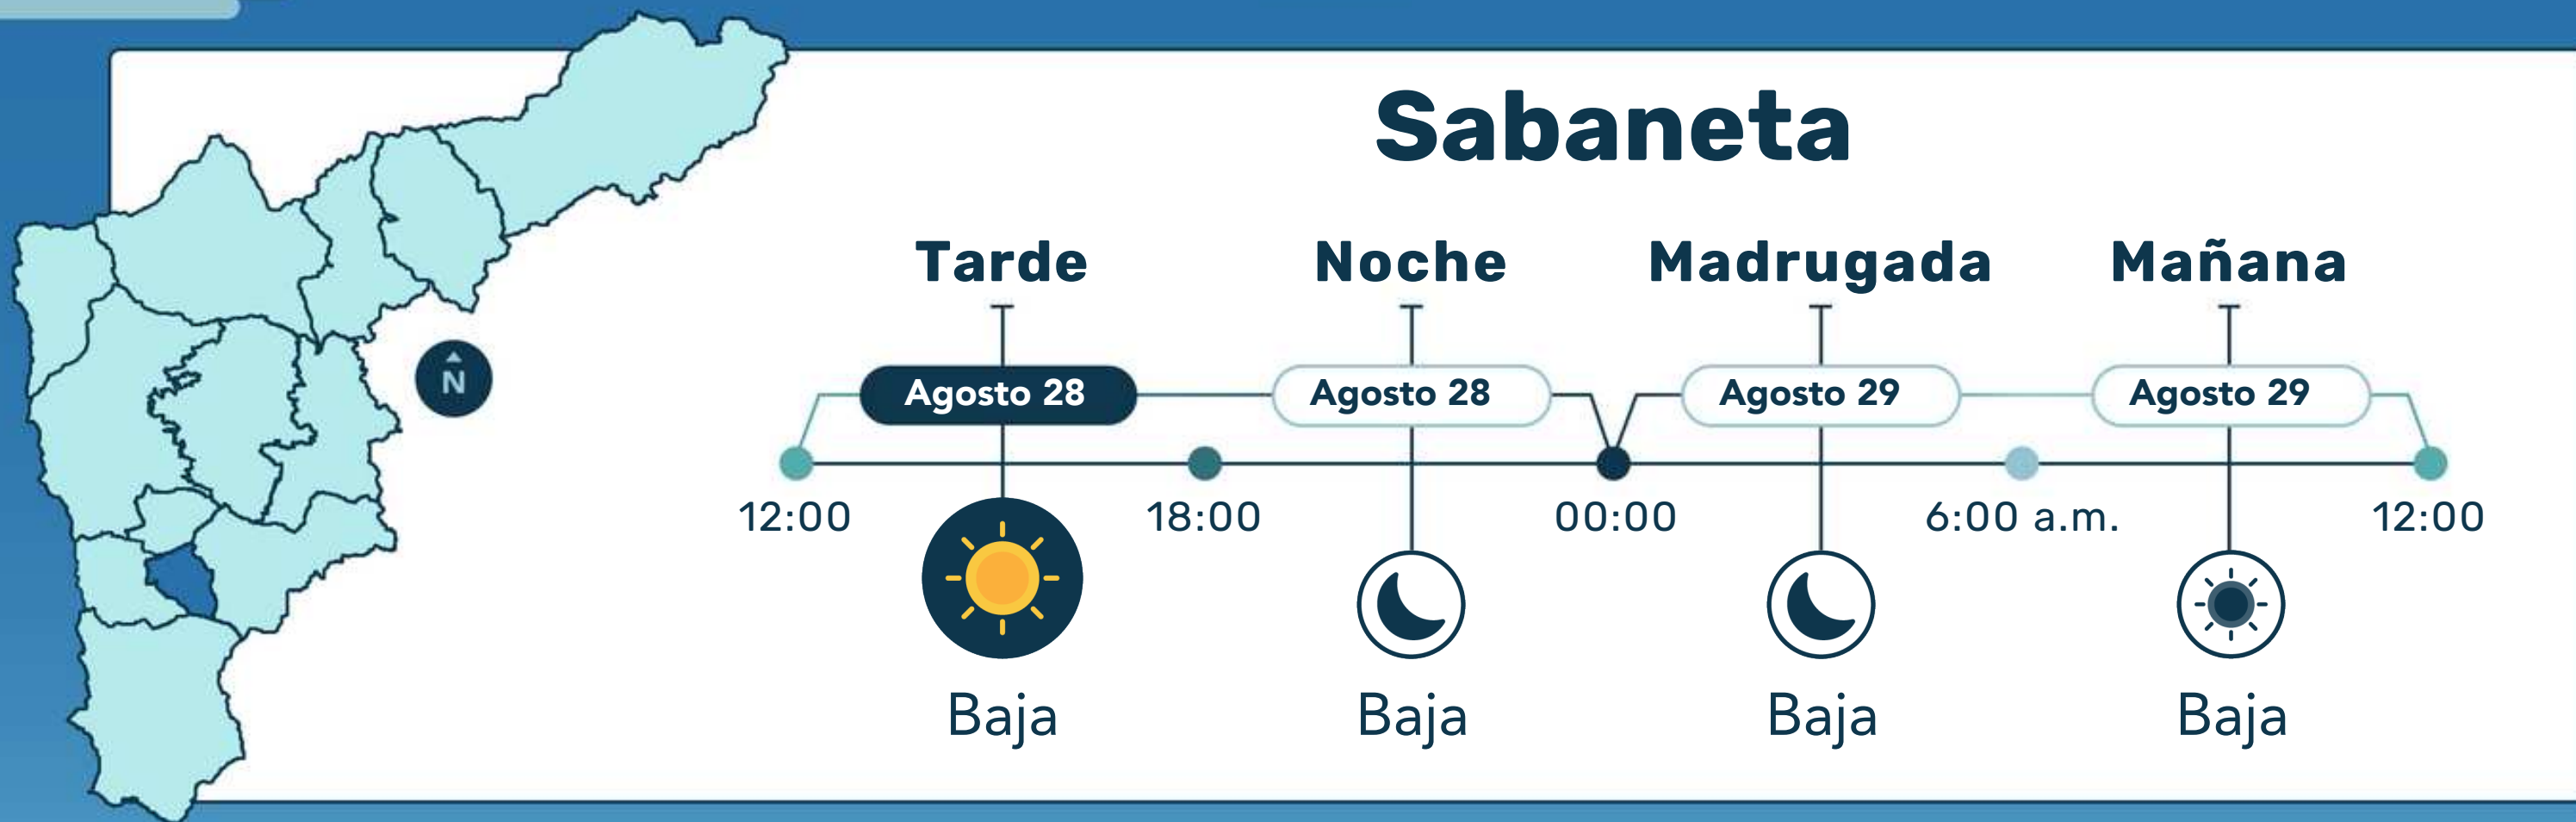 Sabaneta
Tarde Noche Madrugada Mañana
N
Agosto 28 Agosto 28 Agosto 29 Agosto 29
12:00 18:00 00:00 6:00 a.m. 12:00
Baja Baja Baja Baja